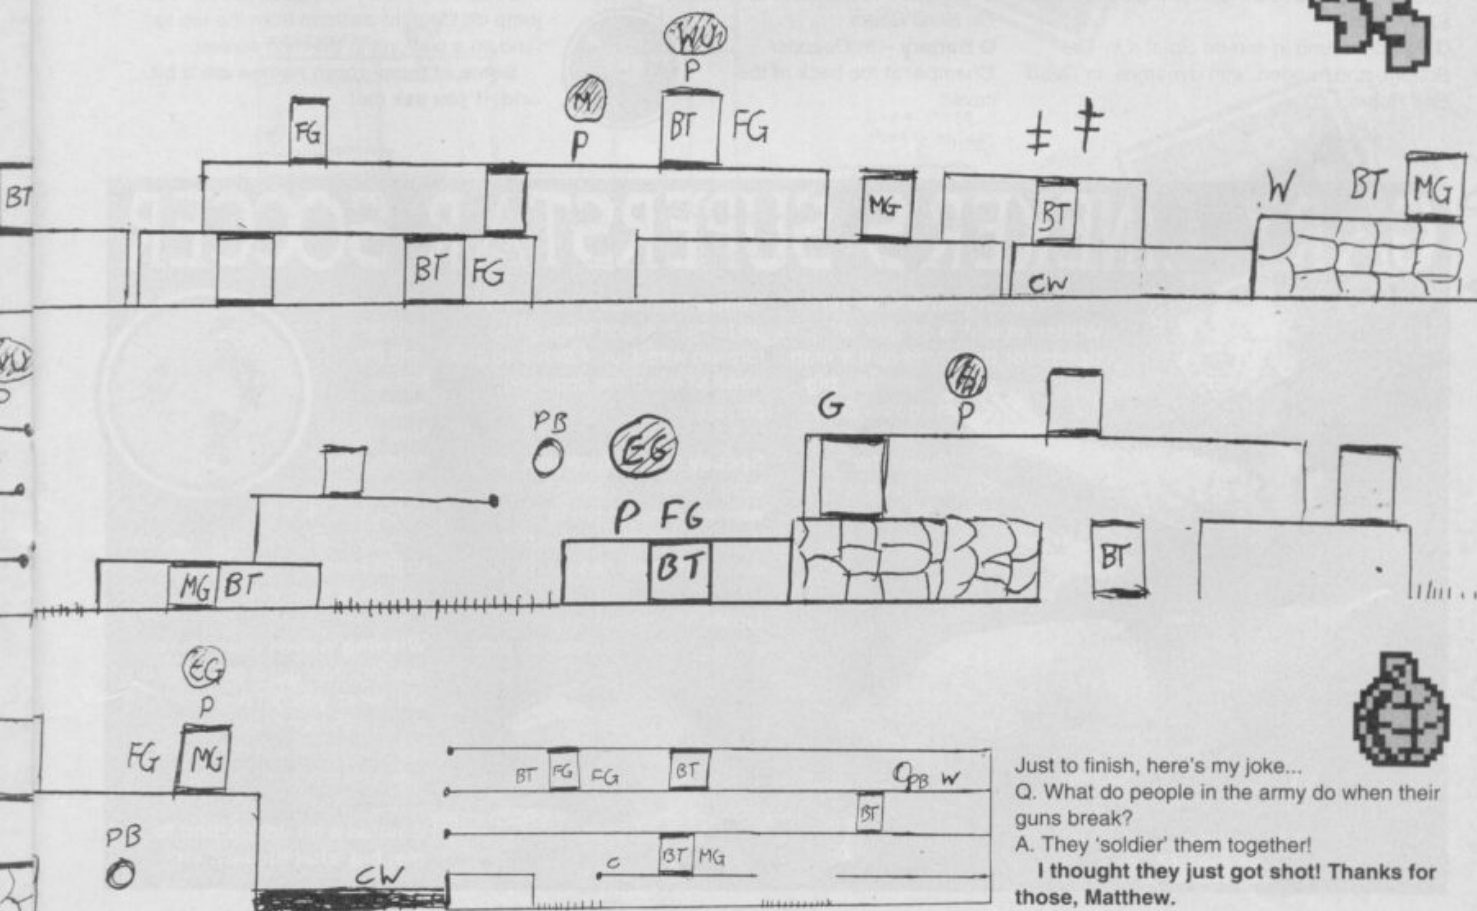 WU
P
M
P
FG
BT FG
BT
MG
BT
W BT MG
BT FG
CW
P
G
PB
EG
P FG
BT
MG BT
BT
EG
P
FG MG
PB
CW
BT FG FG BT PB W
BT
C BT MG
Just to finish, here's my joke...
Q. What do people in the army do when their
guns break?
A. They 'soldier' them together!
I thought they just got shot! Thanks for
those, Matthew.